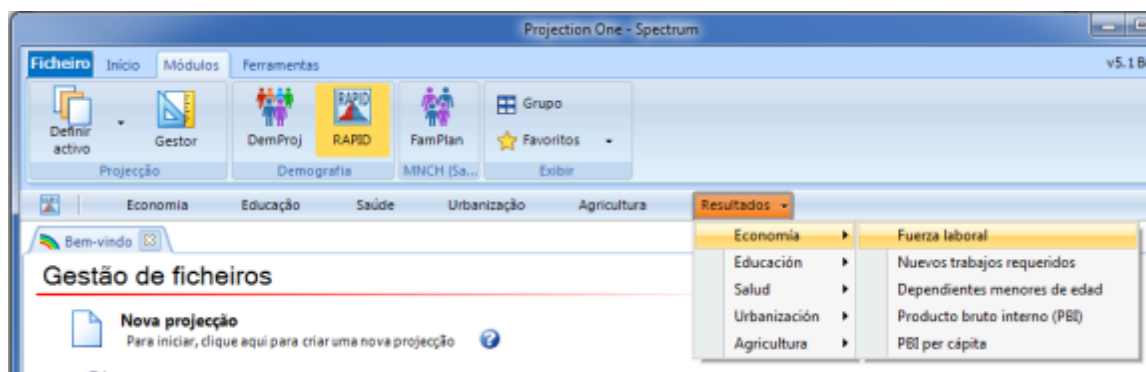 Projection One - Spectrum
Ficheiro Início Módulos Ferramentas v5.1 B
Definir activo Gestor DemProj RAPID FamPlan Grupo
Favoritos
Projecção Demografia MNCH (Sa... Exibir
Economia Educação Saúde Urbanização Agricultura Resultados
Bem-vindo
Economía Fuerza laboral
Educación Nuevos trabajos requeridos
Salud Dependientes menores de edad
Urbanización Producto bruto interno (PBI)
Agricultura PBI per cápita
Gestão de ficheiros
Nova projecção
Para iniciar, clique aqui para criar uma nova projecção